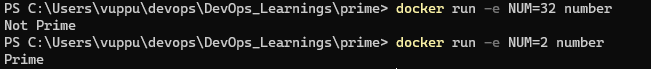 PS C:\Users\vuppu\devops\DevOps_Learnings\prime> docker run -e NUM=32 number
Not Prime
PS C:\Users\vuppu\devops\DevOps_Learnings\prime> docker run -e NUM=2 number
Prime